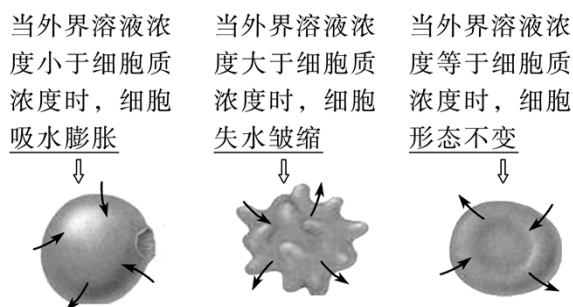 当外界溶液浓
度小于细胞质
浓度时，细胞
吸水膨胀
当外界溶液浓
度大于细胞质
浓度时，细胞
失水皱缩
当外界溶液浓
度等于细胞质
浓度时，细胞
形态不变